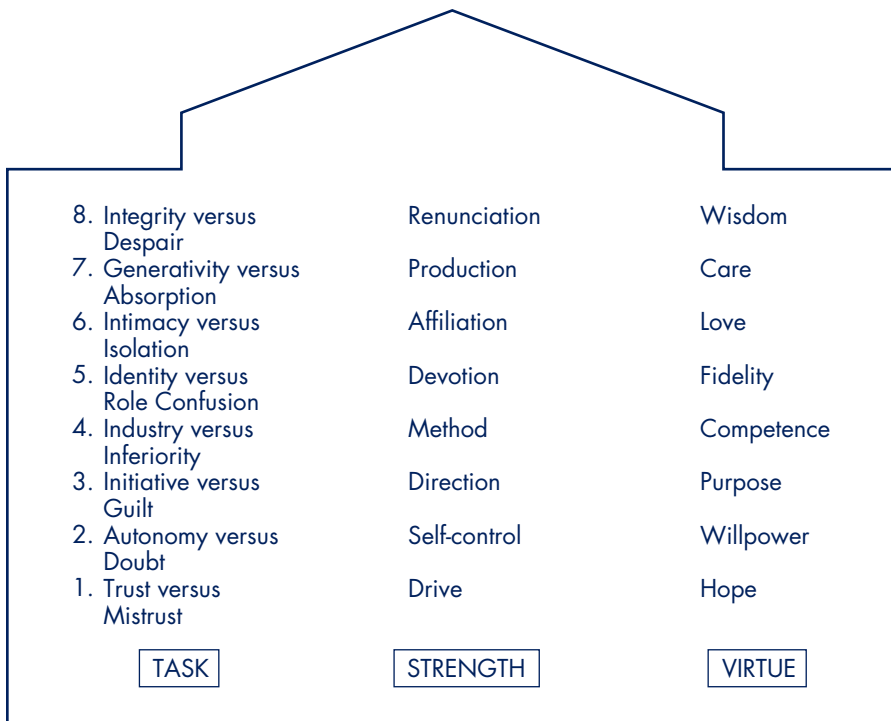 8. Integrity versus Renunciation Wisdom
Despair
7. Generativity versus Production Care
Absorption
6. Intimacy versus Affiliation Love
Isolation
5. Identity versus Devotion Fidelity
Role Confusion
4. Industry versus Method Competence
Inferiority
3. Initiative versus Direction Purpose
Guilt
2. Autonomy versus Self-control Willpower
Doubt
1. Trust versus Drive Hope
Mistrust
TASK STRENGTH VIRTUE